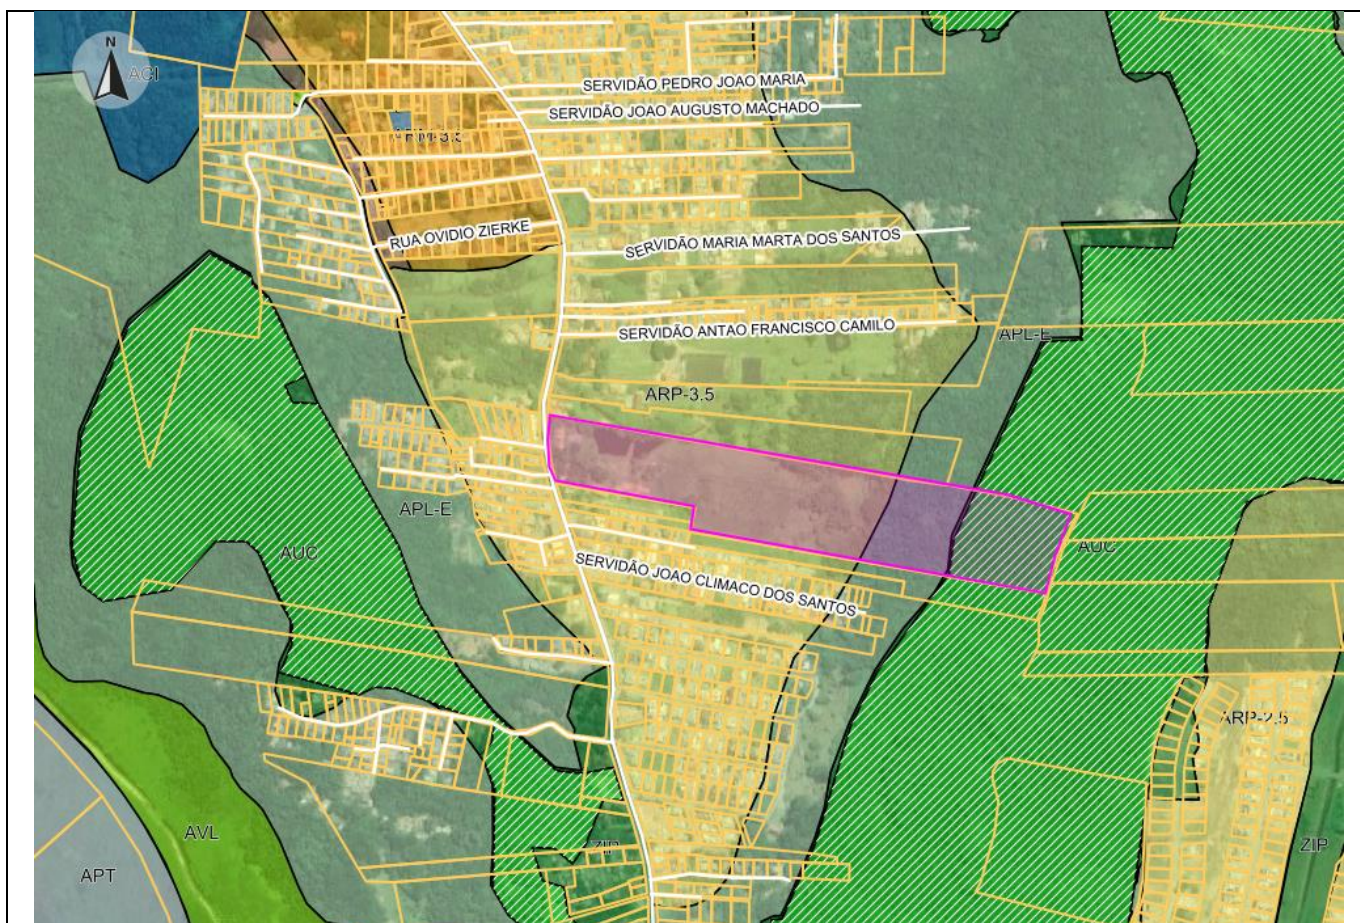 N
ACI
SERVIDÃO PEDRO JOAO MARIA
SERVIDÃO JOAO AUGUSTO MACHADO
RUA OVIDIO ZIERKE
SERVIDÃO MARIA MARTA DOS SANTOS
SERVIDÃO ANTAO FRANCISCO CAMILO
APL-E
ARP-3.5
APL-E
AUC
AUC
SERVIDÃO JOAO CLIMACO DOS SANTOS
ARP-2.5
AVL
ZIP
ZIP
APT